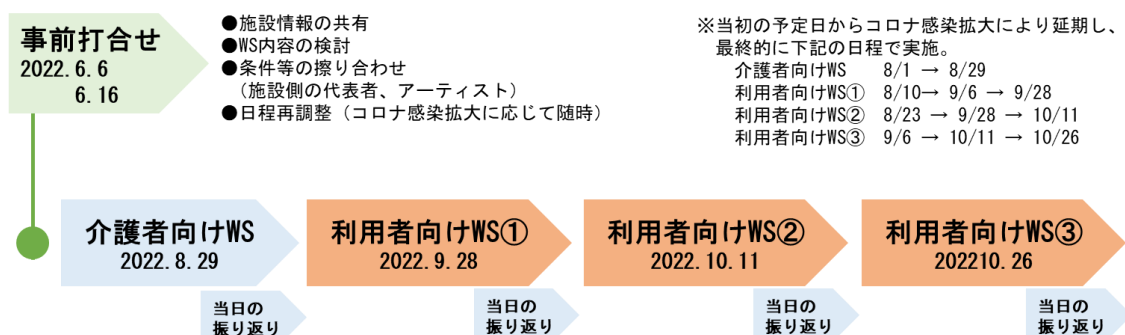 事前打合せ
2022.6.6
6.16
●施設情報の共有
●WS内容の検討
●条件等の擦り合わせ
（施設側の代表者、アーティスト）
●日程再調整（コロナ感染拡大に応じて随時）
※当初の予定日からコロナ感染拡大により延期し、
最終的に下記の日程で実施。
介護者向けWS 8/1 → 8/29
利用者向けWS① 8/10→ 9/6 → 9/28
利用者向けWS② 8/23 → 9/28 → 10/11
利用者向けWS③ 9/6 → 10/11 → 10/26
介護者向けWS
2022.8.29
利用者向けWS①
2022.9.28
利用者向けWS②
2022.10.11
利用者向けWS③
202210.26
当日の
振り返り
当日の
振り返り
当日の
振り返り
当日の
振り返り